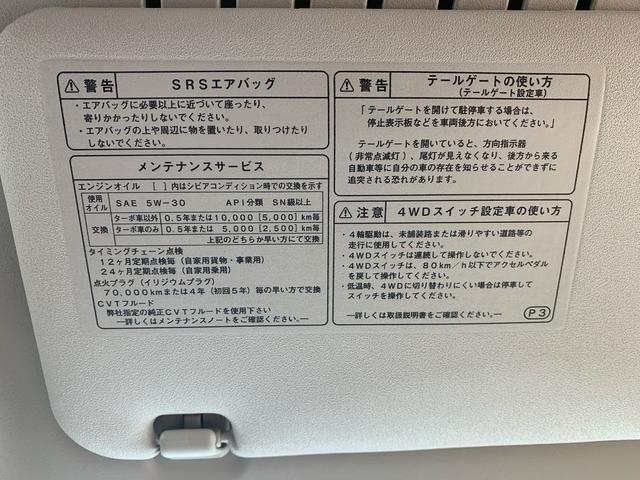 ⚠警告 SRSエアバッグ
・エアバッグに必要以上に近づいて座ったり、
寄りかかったりしないでください。
・エアバッグの上や周辺に物を置いたり、取りつけたり
しないでください。
メンテナンスサービス
エンジンオイル [ ]内はシビアコンディション時での交換を示す
使用オイル SAE 5W-30 API分類 SN級以上
交換 ターボ車以外 0.5年または10,000 [5,000] km毎
ターボ車のみ 0.5年または 5,000 [2,500] km毎
上記のどちらか早い方にて交換
タイミングチェーン点検
12ヶ月定期点検毎（自家用貨物・事業用）
24ヶ月定期点検毎（自家用乗用）
点火プラグ（イリジウムプラグ）
70,000kmまたは4年（初回5年）毎の早い方で交換
CVTフルード
弊社指定の純正CVTフルードを使用下さい
―詳しくはメンテナンスノートをご確認ください。―
⚠警告 テールゲートの使い方
（テールゲート設定車）
「テールゲートを開けて駐停車する場合は、
停止表示板などを車両後方においてください。」
テールゲートを開いていると、方向指示器
（非常点滅灯）、尾灯が見えなくなり、後方から来る
自動車等に自分の車の存在を知らせることができずに
追突される恐れがあります。
⚠注意 4WDスイッチ設定車の使い方
・4輪駆動は、未舗装路または滑りやすい道路等の
走行に使用してください。
・4WDスイッチは連続して操作しないでください。
・4WDスイッチは、80km/h以下でアクセルペダル
を戻して操作してください。
・低温時、4WDに切り替わりにくい場合は停車して
スイッチを操作してください。
―詳しくは取扱説明書をご確認ください。― P3